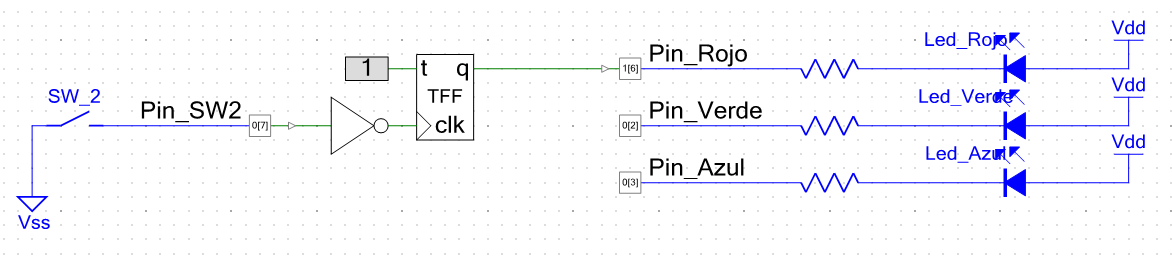 SW_2
Pin_SW2
0[7]
Vss
1
t q
TFF
clk
1[6]
Pin_Rojo
Led_Rojo
Vdd
0[2]
Pin_Verde
Led_Verde
Vdd
0[3]
Pin_Azul
Led_Azul
Vdd